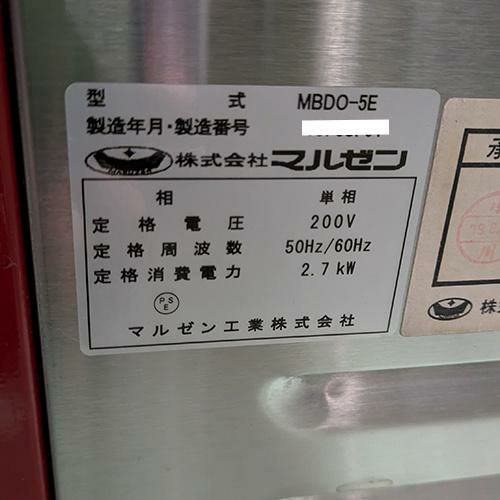 型 式 MBDO-5E
製造年月・製造番号
MARUZEN 株式会社マルゼン
相 単相
定格電圧 200V
定格周波数 50Hz/60Hz
定格消費電力 2.7kW
PSE
マルゼン工業株式会社
株